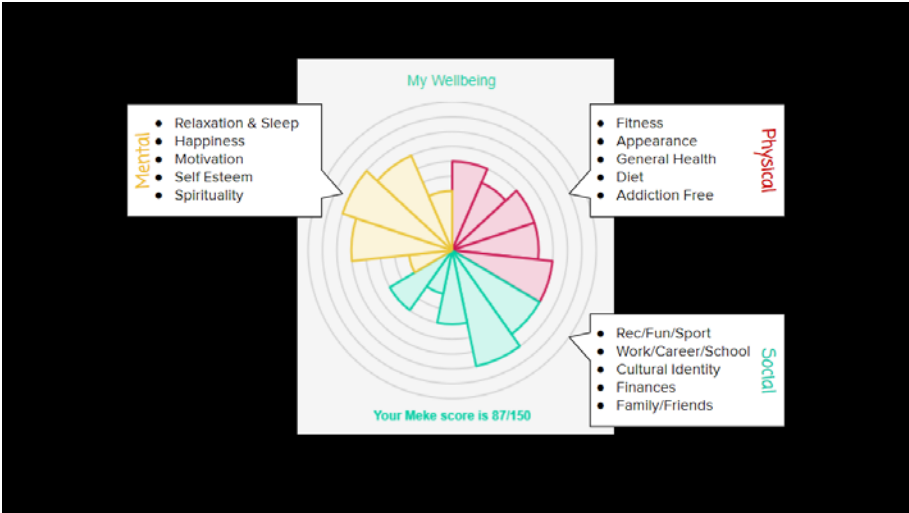 My Wellbeing
Mental
● Relaxation & Sleep
● Happiness
● Motivation
● Self Esteem
● Spirituality
● Fitness
● Appearance
● General Health
● Diet
● Addiction Free
Physical
● Rec/Fun/Sport
● Work/Career/School
● Cultural Identity
● Finances
● Family/Friends
Social
Your Meke score is 87/150